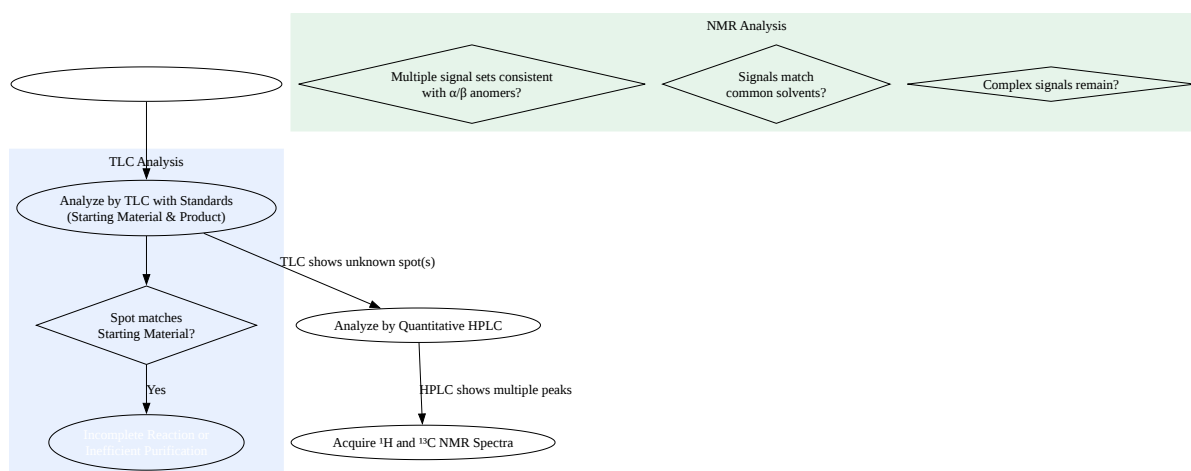 NMR Analysis
Multiple signal sets consistent
with α/β anomers?
Signals match
common solvents?
Complex signals remain?
TLC Analysis
Analyze by TLC with Standards
(Starting Material & Product)
TLC shows unknown spot(s)
Spot matches
Starting Material?
Analyze by Quantitative HPLC
Yes
HPLC shows multiple peaks
Incomplete Reaction or
Inefficient Purification
Acquire ¹H and ¹³C NMR Spectra